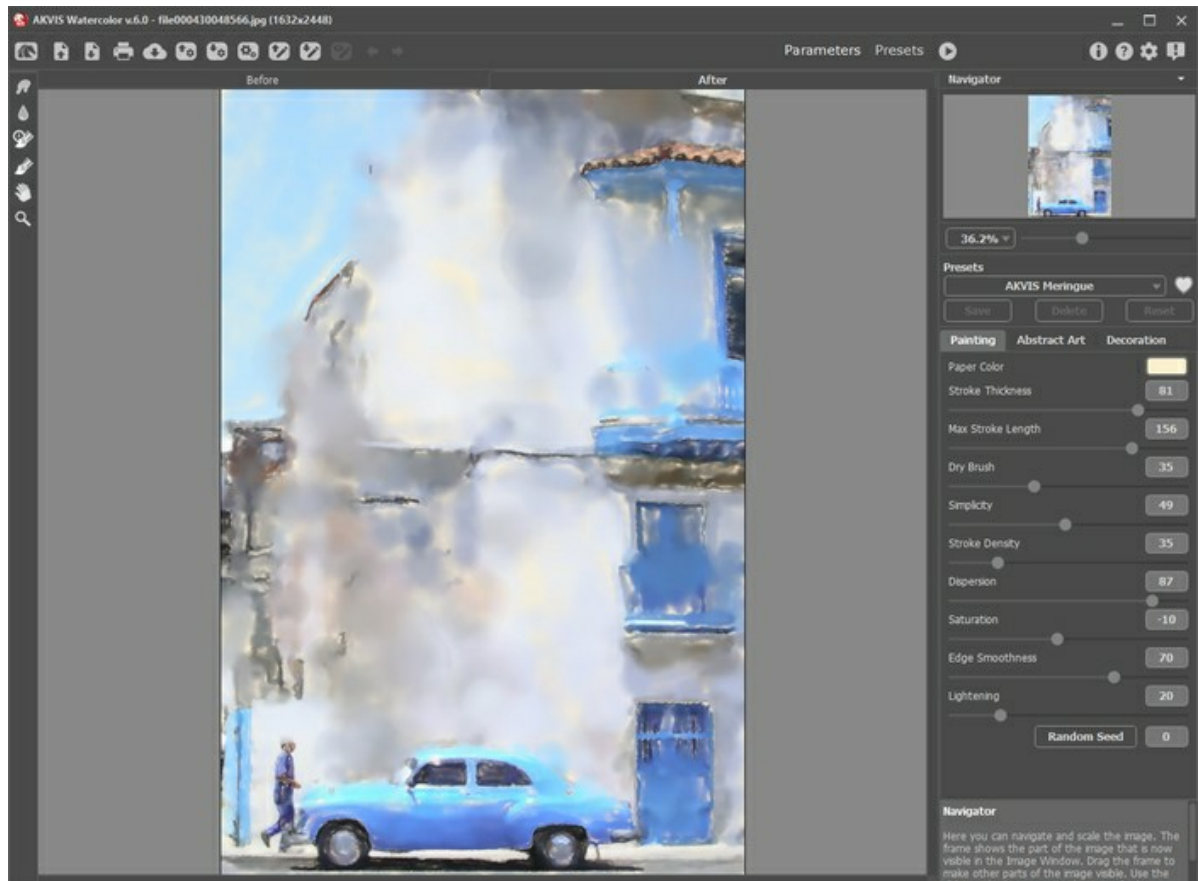 AKVIS Watercolor v.6.0 - file000430048566.jpg (1632x2448)
Parameters Presets
Before After
Navigator
36.2%
Presets
AKVIS Meringue
Save Delete Reset
Painting Abstract Art Decoration
Paper Color
Stroke Thickness 81
Max Stroke Length 156
Dry Brush 35
Simplicity 49
Stroke Density 35
Dispersion 87
Saturation -10
Edge Smoothness 70
Lightening 20
Random Seed 0
Navigator
Here you can navigate and scale the image. The
frame shows the part of the image that is now
visible in the Image Window. Drag the frame to
make other parts of the image visible. Use the